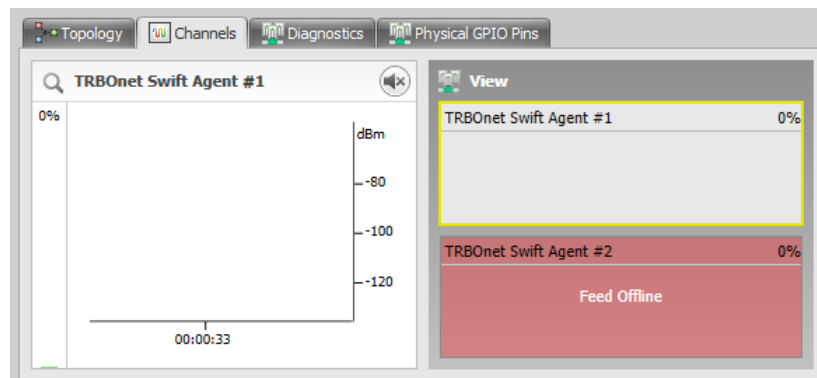 Topology
Channels
Diagnostics
Physical GPIO Pins
TRBOnet Swift Agent #1
0%
dBm
-80
-100
-120
00:00:33
View
TRBOnet Swift Agent #1 0%
TRBOnet Swift Agent #2 0%
Feed Offline